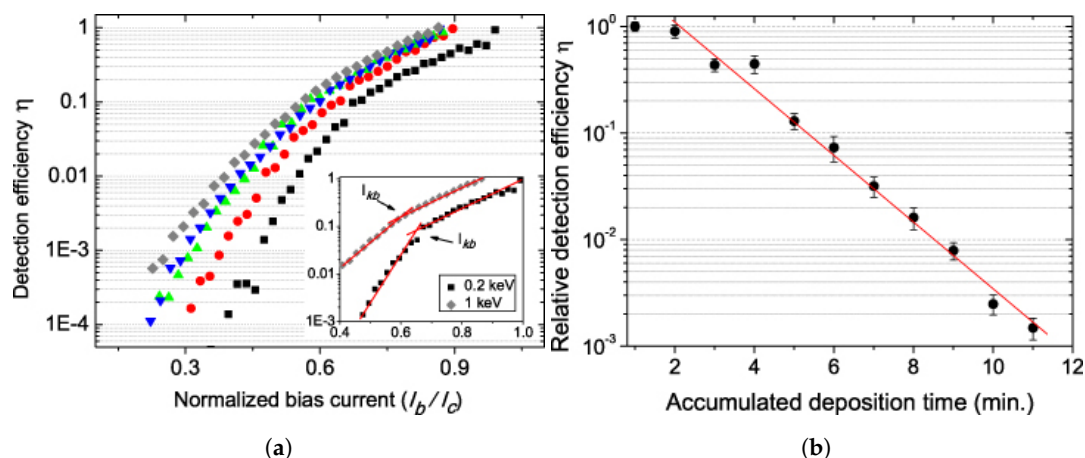 Detection efficiency η
1
0.1
0.01
1E-3
1E-4
0.3
0.6
0.9
Normalized bias current (I_b/I_c)
I_kb
I_kb
1
0.1
0.01
1E-3
0.4
0.6
0.8
1.0
0.2 keV
1 keV
(a)
Relative detection efficiency η
10^0
10^-1
10^-2
10^-3
0
2
4
6
8
10
12
Accumulated deposition time (min.)
(b)